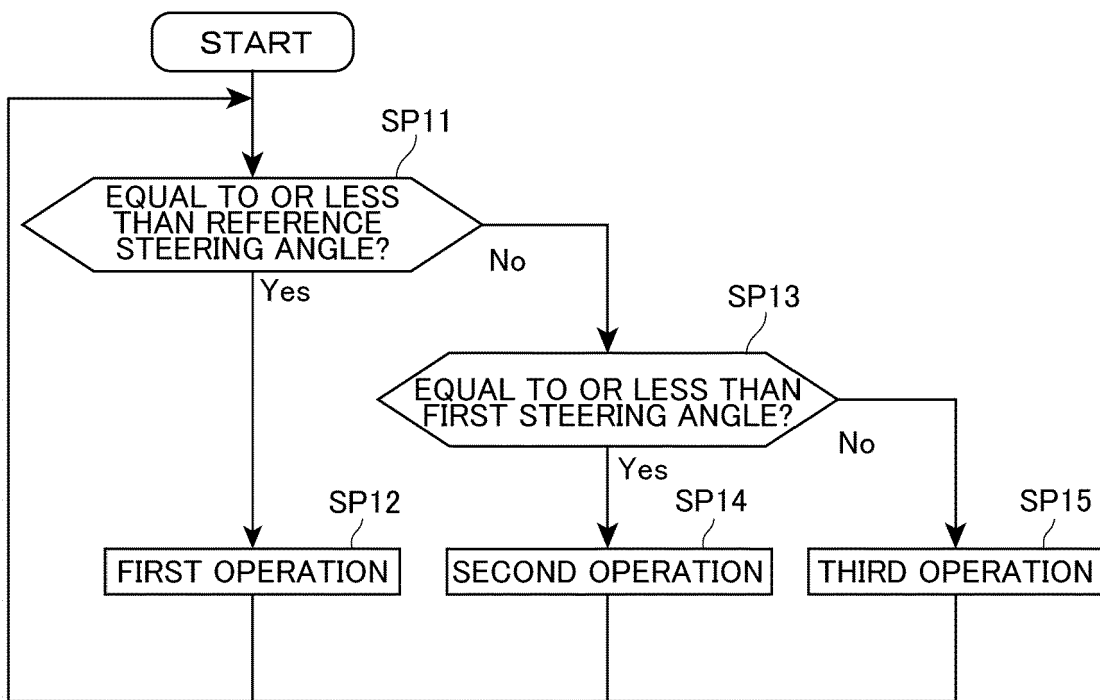 START
SP11
EQUAL TO OR LESS
THAN REFERENCE
STEERING ANGLE?
No
Yes
SP13
EQUAL TO OR LESS THAN
FIRST STEERING ANGLE?
No
Yes
SP12
SP14
SP15
FIRST OPERATION
SECOND OPERATION
THIRD OPERATION